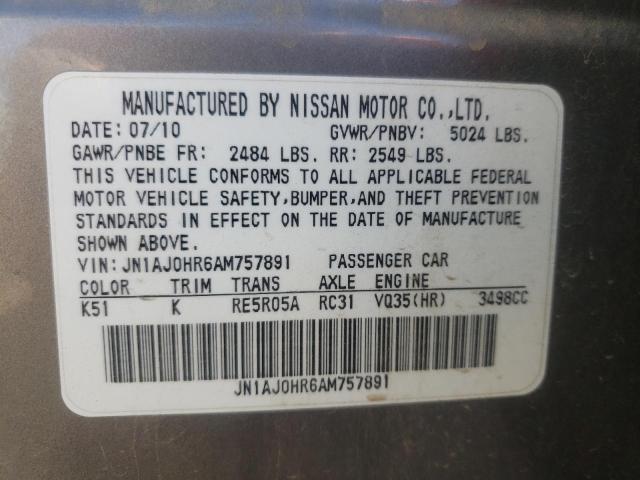 MANUFACTURED BY NISSAN MOTOR CO.,LTD.
DATE: 07/10 GVWR/PNBV: 5024 LBS.
GAWR/PNBE FR: 2484 LBS. RR: 2549 LBS.
THIS VEHICLE CONFORMS TO ALL APPLICABLE FEDERAL
MOTOR VEHICLE SAFETY,BUMPER,AND THEFT PREVENTION
STANDARDS IN EFFECT ON THE DATE OF MANUFACTURE
SHOWN ABOVE.
VIN: JN1AJ0HR6AM757891 PASSENGER CAR
COLOR TRIM TRANS AXLE ENGINE
K51 K RE5R05A RC31 VQ35(HR) 3498CC
JN1AJ0HR6AM757891